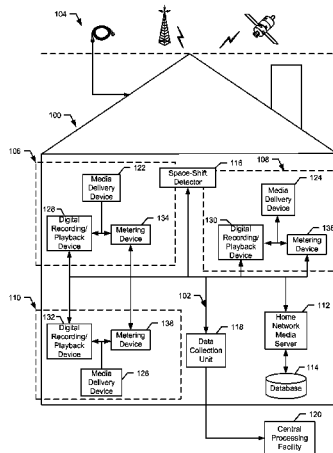 104
100
106
122
116
108
Space-Shift
Detector
Media
Delivery
Device
124
Media
Delivery
Device
128
134
Digital
Recording/
Playback
Device
Metering
Device
130
136
Digital
Recording/
Playback
Device
Metering
Device
110
102
112
132
138
118
Digital
Recording/
Playback
Device
Metering
Device
Data
Collection
Unit
Home
Network
Media
Server
126
Media
Delivery
Device
114
Database
120
Central
Processing
Facility